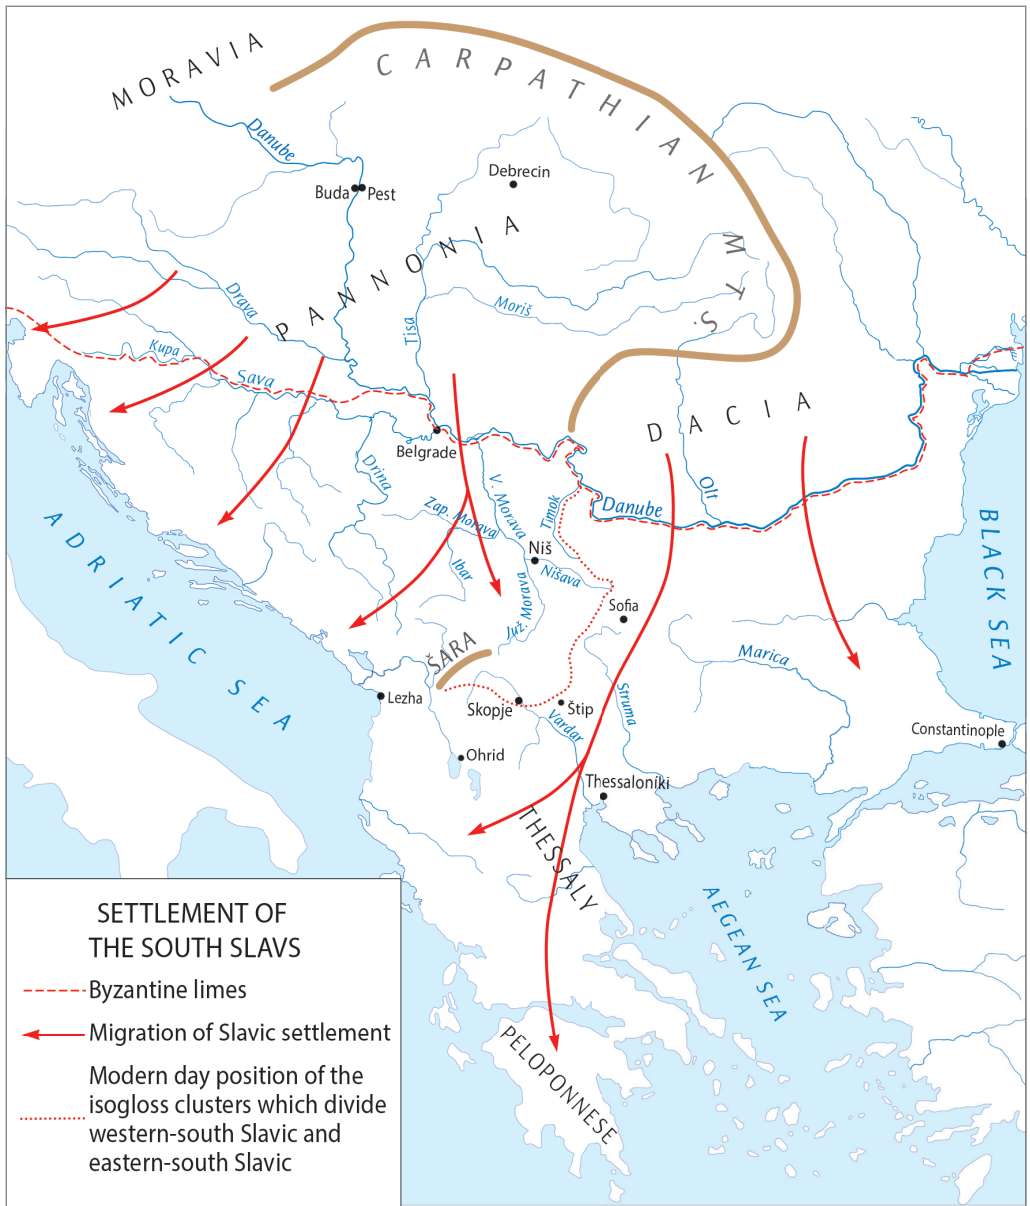 MORAVIA
CARPATHIAN
MTS.
Danube
Buda
Pest
Debrecin
PANNONIA
Drava
Tisa
Moriš
Kupa
Sava
DACIA
Belgrade
Drina
V. Morava
Timok
Danube
Olt
Zap. Morava
Niš
Nišava
Ibar
Juž. Morava
Sofia
ADRIATIC SEA
BLACK SEA
ŠARA
Marica
Lezha
Skopje
Štip
Struma
Vardar
Constantinople
Ohrid
Thessaloníki
THESSALY
AEGEAN SEA
PELOPONNESE
SETTLEMENT OF
THE SOUTH SLAVS
Byzantine limes
Migration of Slavic settlement
Modern day position of the
isogloss clusters which divide
western-south Slavic and
eastern-south Slavic